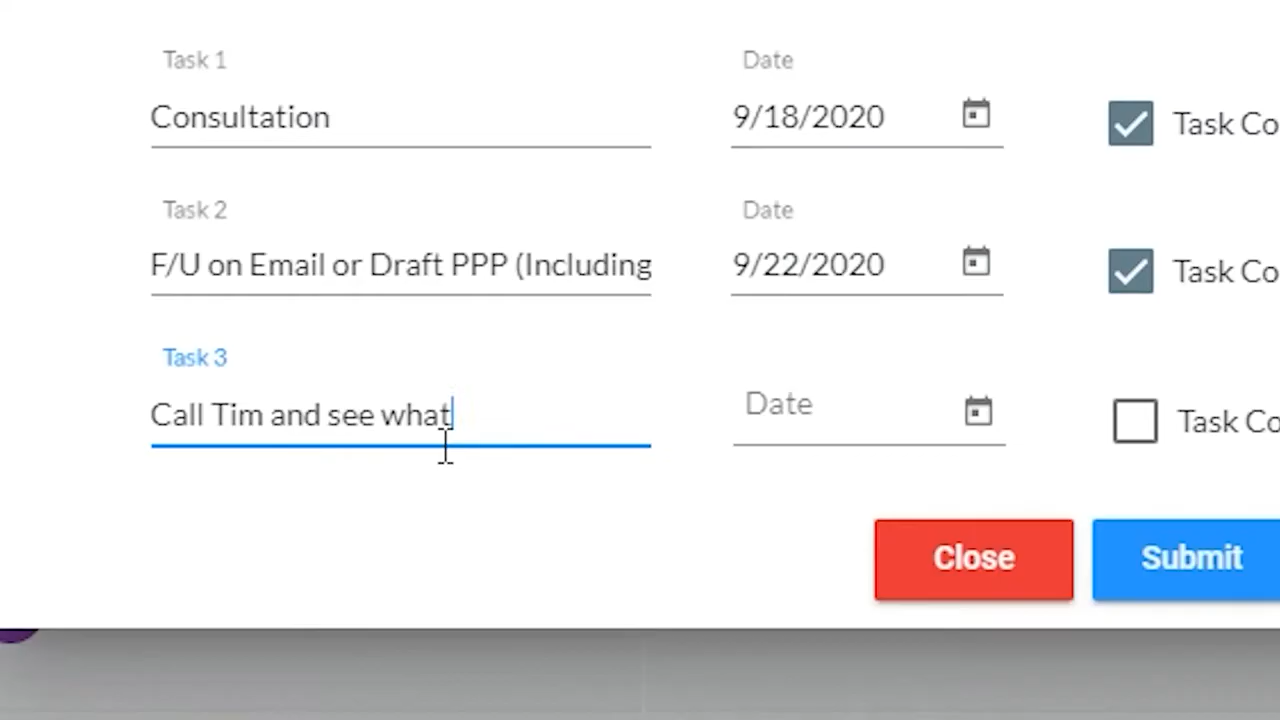 Task 1 Date
Consultation 9/18/2020 Task Co
Task 2 Date
F/U on Email or Draft PPP (Including 9/22/2020 Task Co
Task 3
Call Tim and see what Date Task Co
Close Submit